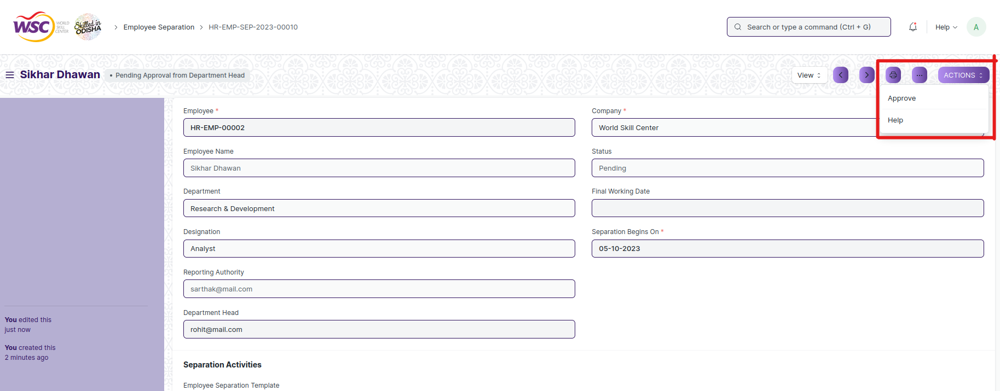 WSC WORLD SKILL CENTER Skilled in ODISHA > Employee Separation > HR-EMP-SEP-2023-00010 Search or type a command (Ctrl + G) Help A
Sikhar Dhawan • Pending Approval from Department Head View ACTIONS
Approve
Help
Employee * Company *
HR-EMP-00002 World Skill Center
Employee Name Status
Sikhar Dhawan Pending
Department Final Working Date
Research & Development
Designation Separation Begins On *
Analyst 05-10-2023
Reporting Authority
sarthak@mail.com
Department Head
rohit@mail.com
You edited this
just now
You created this
2 minutes ago
Separation Activities
Employee Separation Template